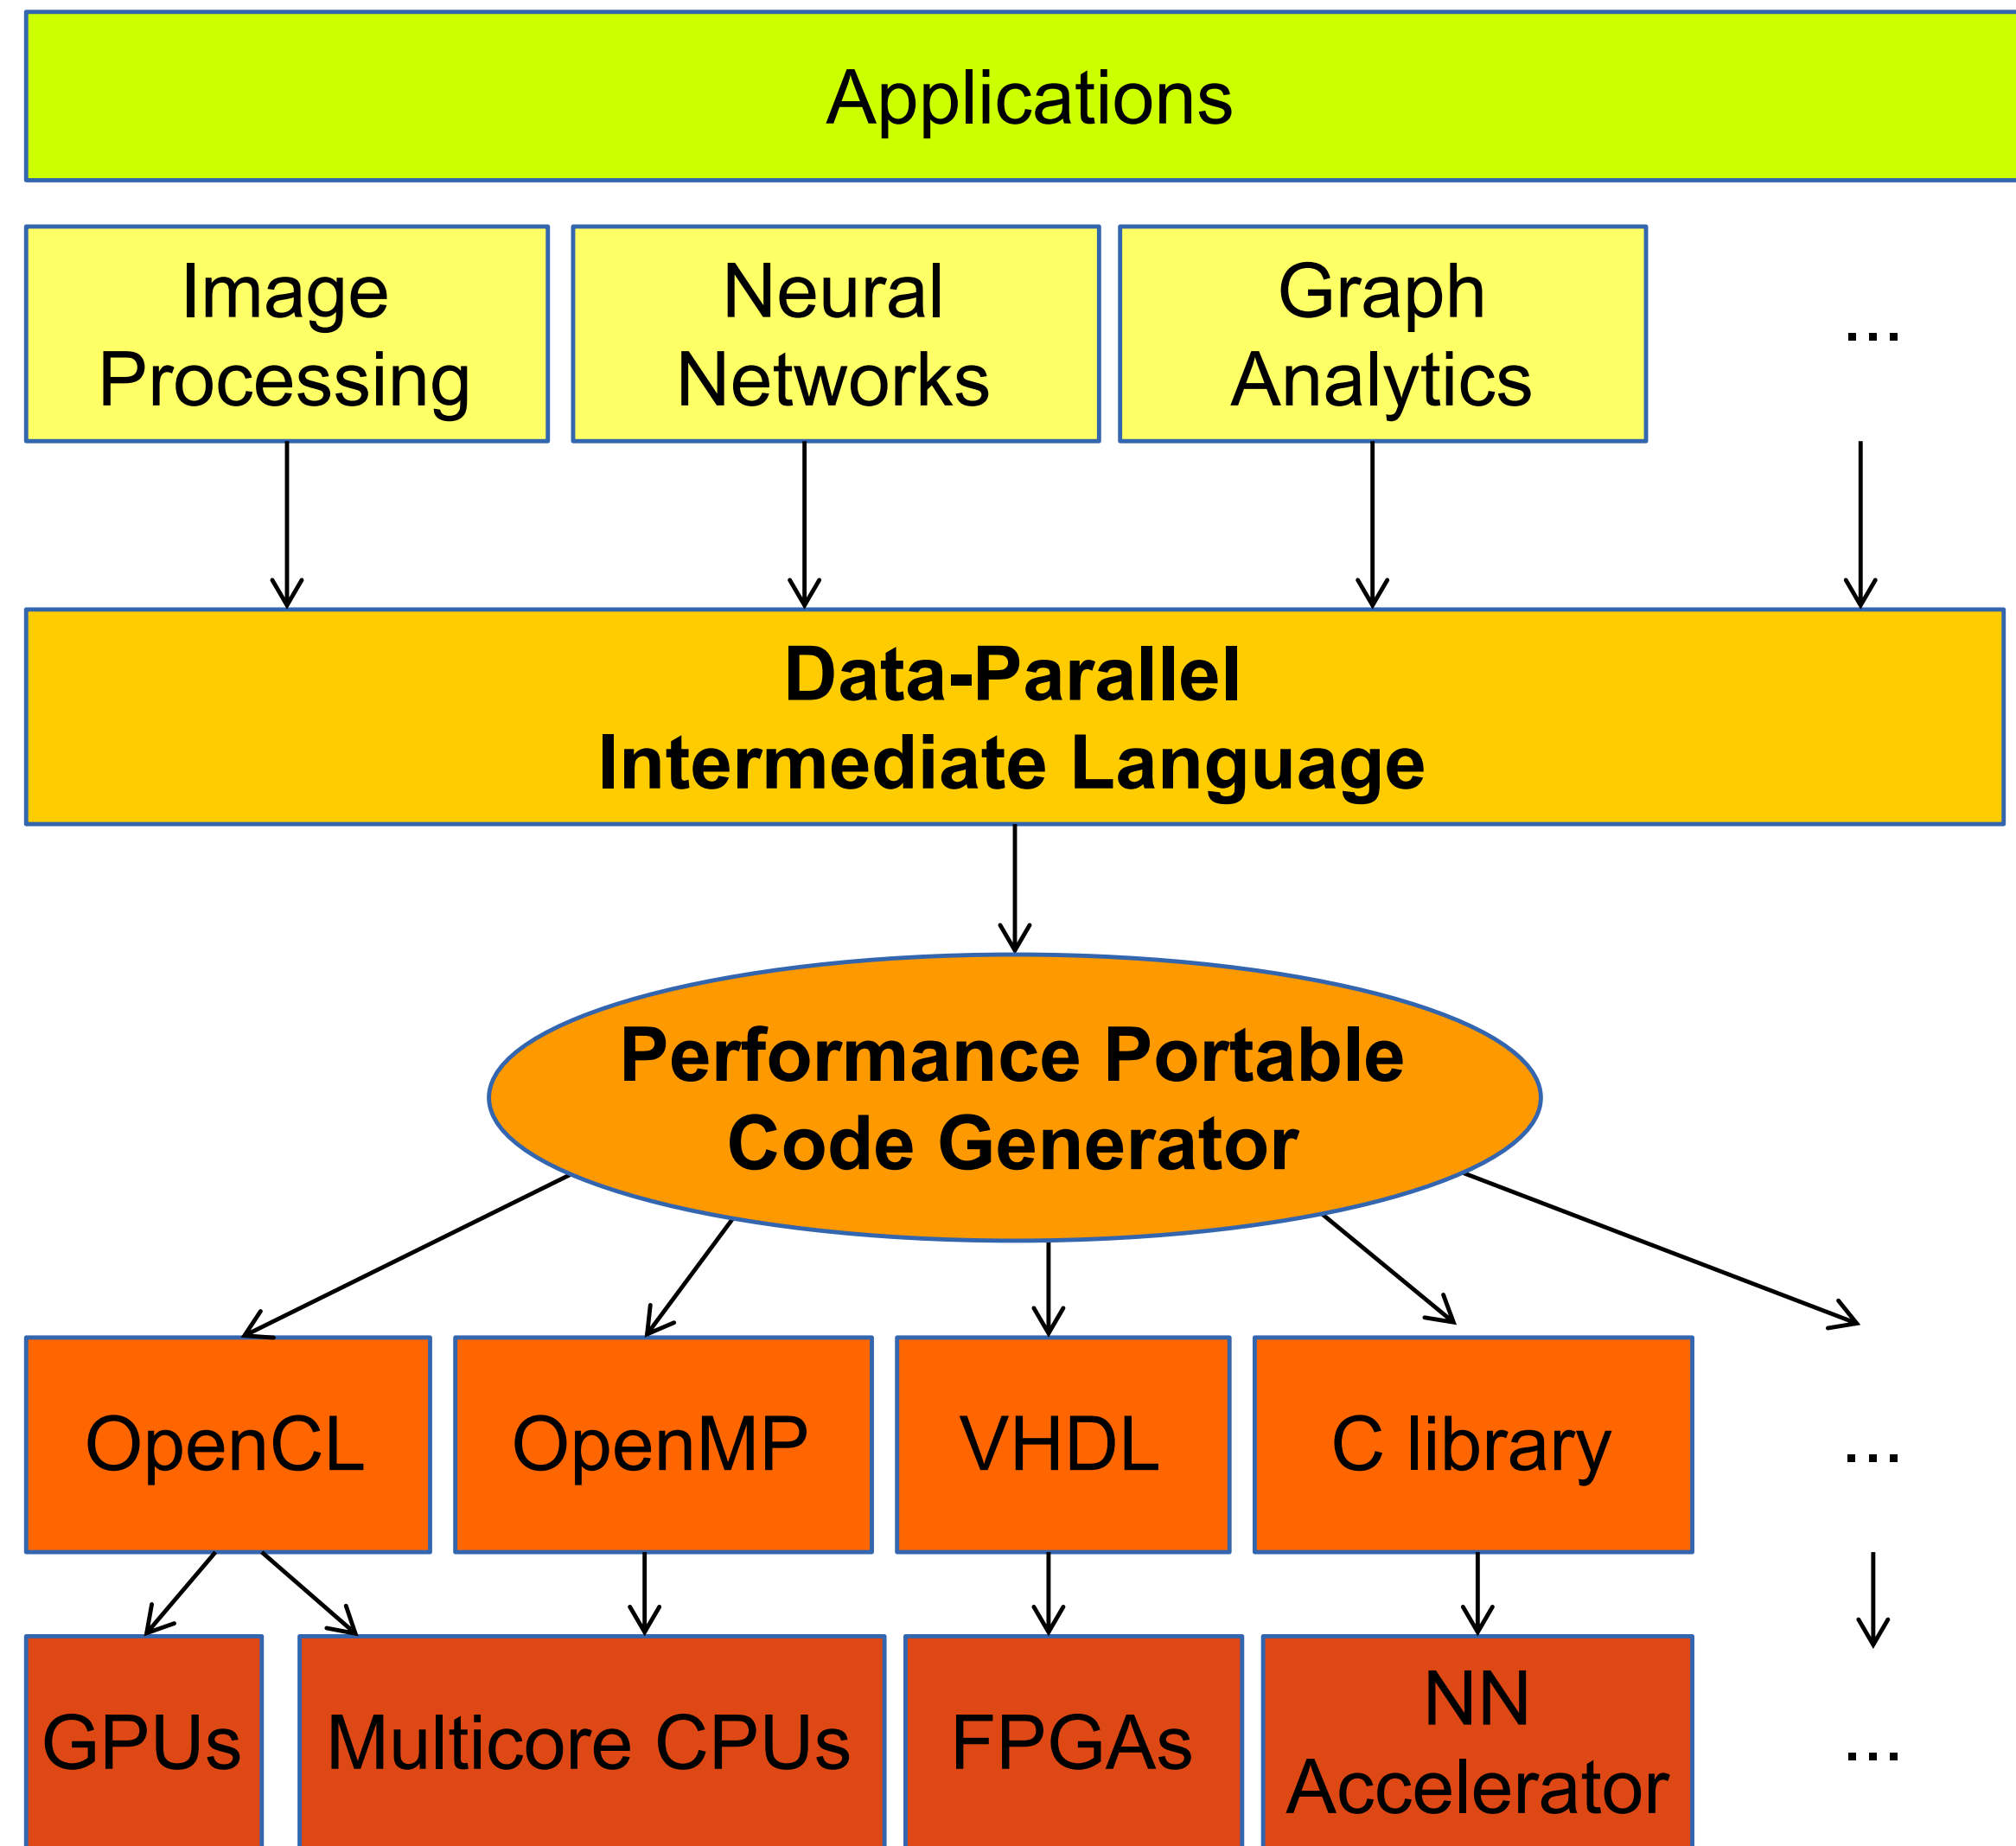 Applications
Image
Processing
Neural
Networks
Graph
Analytics
...
Data-Parallel
Intermediate Language
Performance Portable
Code Generator
OpenCL
OpenMP
VHDL
C library
...
GPUs
Multicore CPUs
FPGAs
NN
Accelerator
...